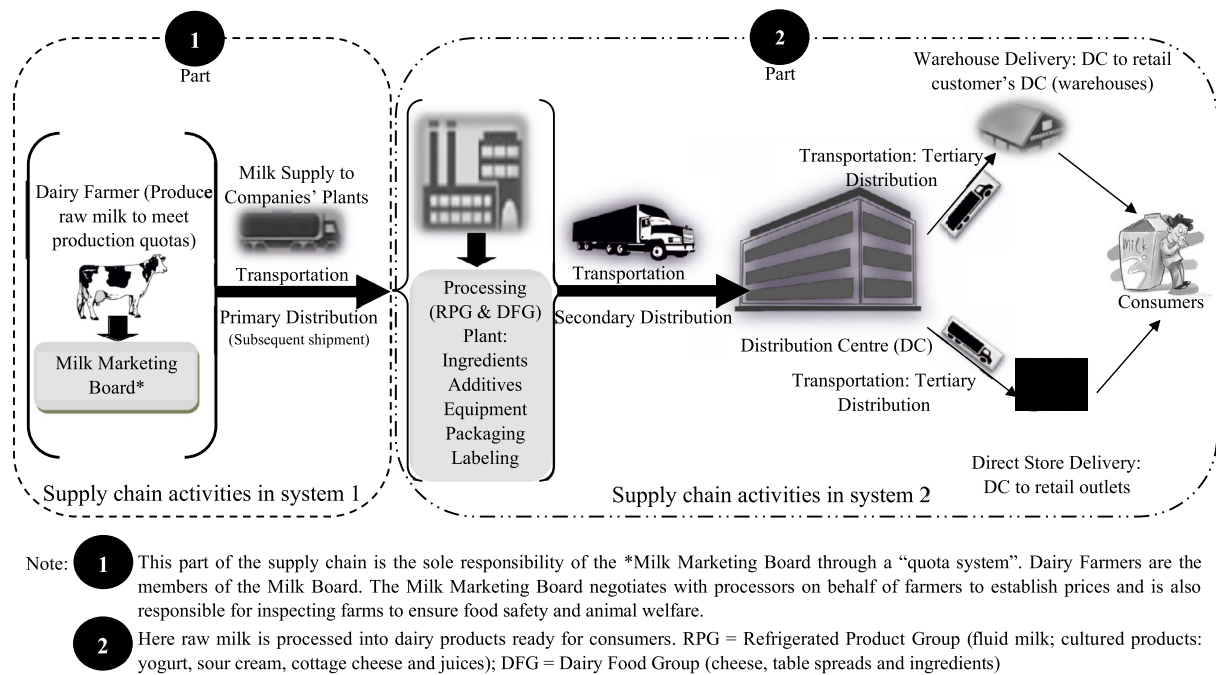 1
Part
2
Part
Warehouse Delivery: DC to retail
customer’s DC (warehouses)
Dairy Farmer (Produce
raw milk to meet
production quotas)
Milk Marketing
Board*
Milk Supply to
Companies’ Plants
Transportation
Primary Distribution
(Subsequent shipment)
Processing
(RPG & DFG)
Plant:
Ingredients
Additives
Equipment
Packaging
Labeling
Transportation
Secondary Distribution
Distribution Centre (DC)
Transportation: Tertiary
Distribution
Transportation: Tertiary
Distribution
Milk
Consumers
Direct Store Delivery:
DC to retail outlets
Supply chain activities in system 1
Supply chain activities in system 2
Note: 1 This part of the supply chain is the sole responsibility of the *Milk Marketing Board through a “quota system”. Dairy Farmers are the
members of the Milk Board. The Milk Marketing Board negotiates with processors on behalf of farmers to establish prices and is also
responsible for inspecting farms to ensure food safety and animal welfare.
2 Here raw milk is processed into dairy products ready for consumers. RPG = Refrigerated Product Group (fluid milk; cultured products:
yogurt, sour cream, cottage cheese and juices); DFG = Dairy Food Group (cheese, table spreads and ingredients)